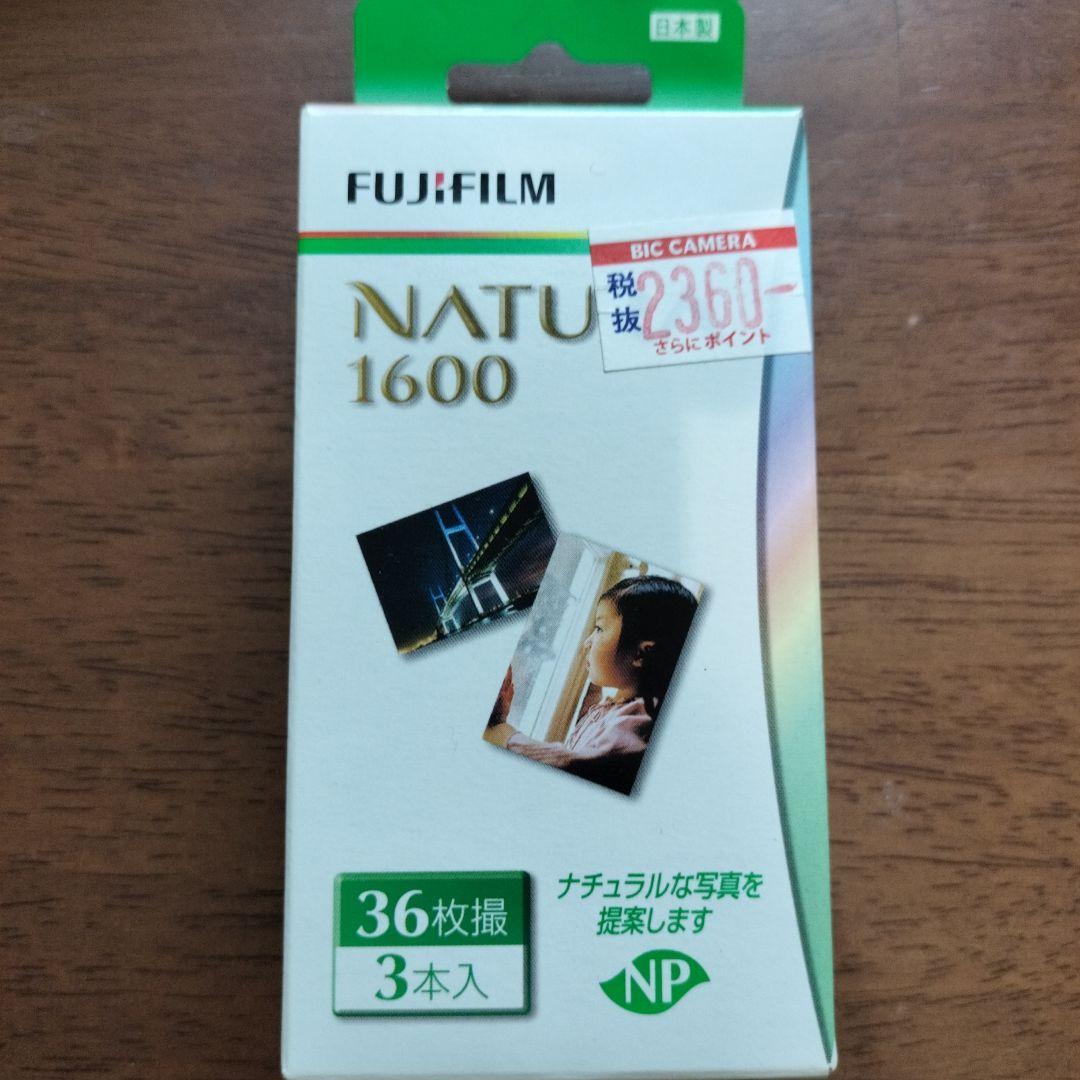 日本製
FUJIFILM
BIC CAMERA
税抜 2360-
さらにポイント
NATU
1600
36枚撮
3本入
ナチュラルな写真を
提案します
NP